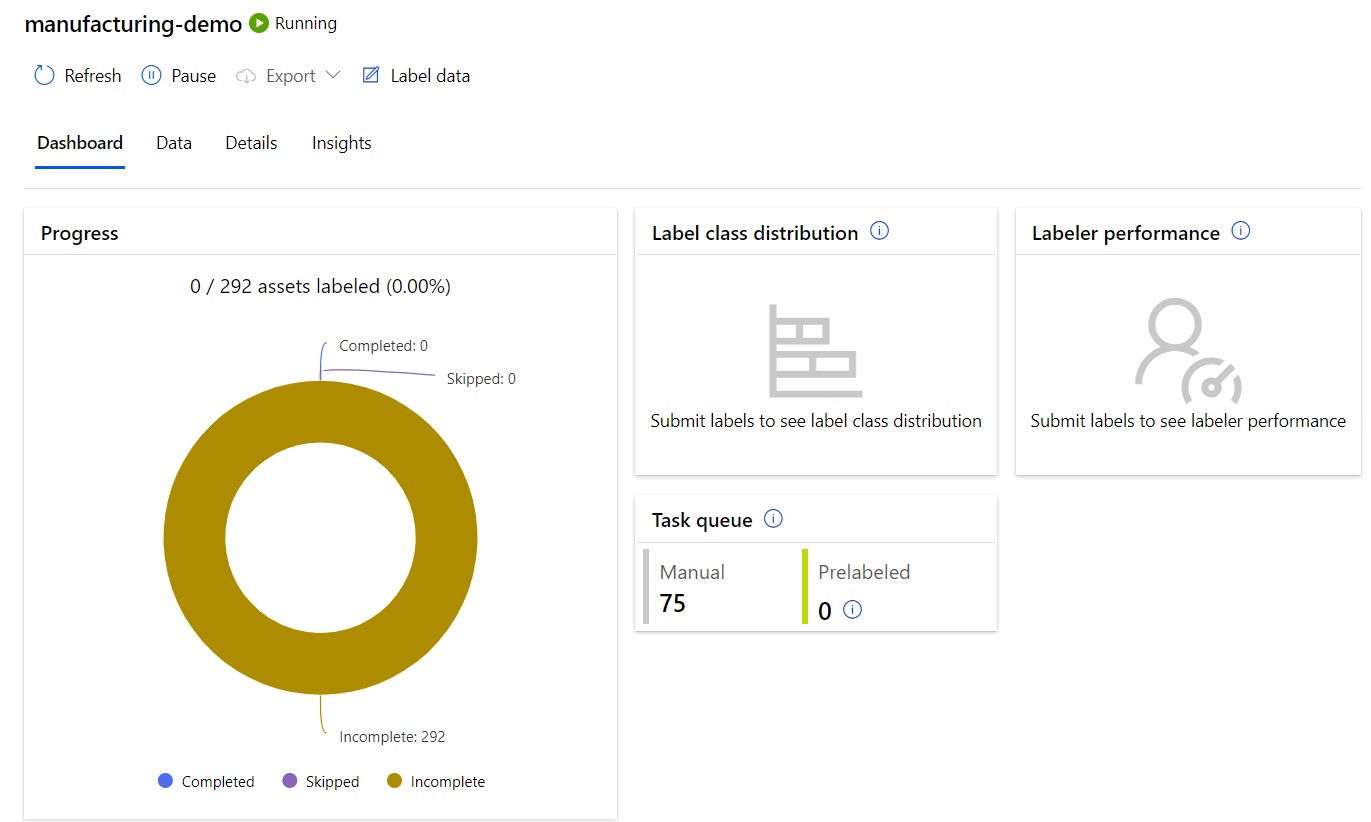 manufacturing-demo Running
Refresh Pause Export Label data
Dashboard Data Details Insights
Progress
0 / 292 assets labeled (0.00%)
Completed: 0
Skipped: 0
Incomplete: 292
Completed Skipped Incomplete
Label class distribution
Submit labels to see label class distribution
Labeler performance
Submit labels to see labeler performance
Task queue
Manual
75
Prelabeled
0